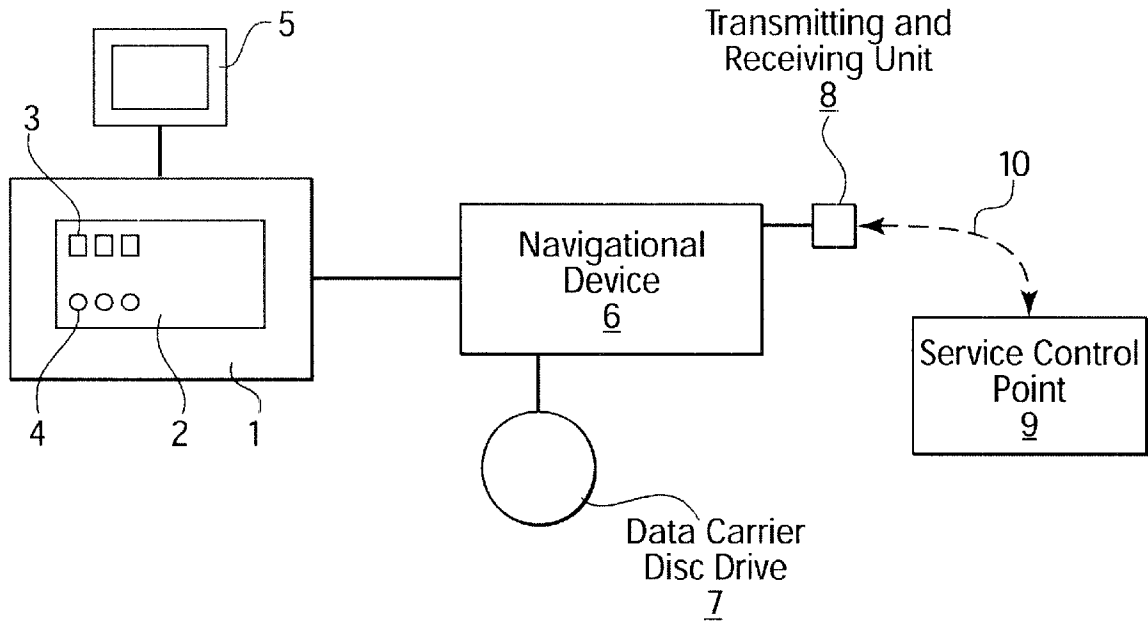 5
Transmitting and
Receiving Unit
8
3
10
Navigational
Device
6
Service Control
Point
9
4
2
1
Data Carrier
Disc Drive
7